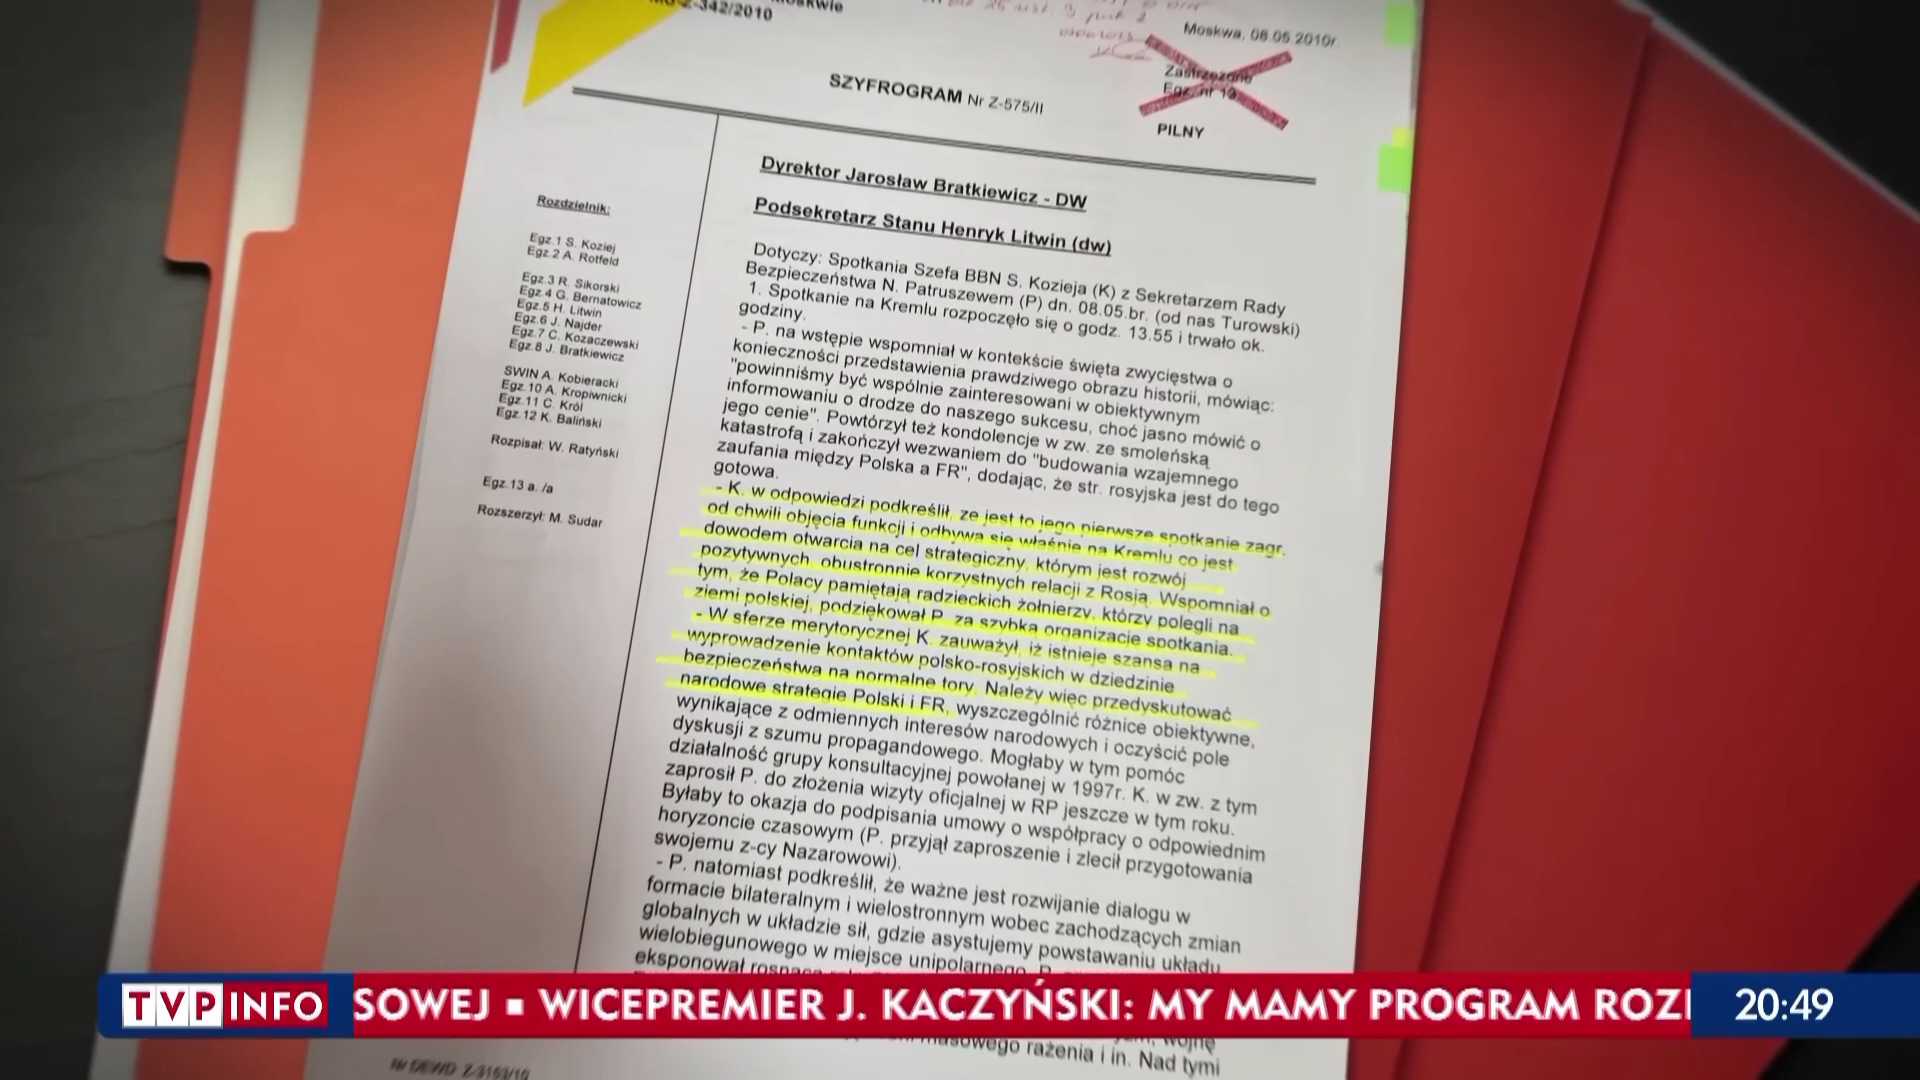 Z-342/2010
Moskwa, 08.05.2010r.
Zastrzeżone
Egz. nr
PILNY
SZYFROGRAM Nr Z-575/II
Dyrektor Jarosław Bratkiewicz - DW
Podsekretarz Stanu Henryk Litwin (dw)
Rozdzielnik:
Egz.1 S. Koziej
Egz.2 A. Rotfeld
Egz.3 R. Sikorski
Egz.4 G. Bernatowicz
Egz.5 H. Litwin
Egz.6 J. Najder
Egz.7 C. Kozaczewski
Egz.8 J. Bratkiewicz
SWIN A. Kobieracki
Egz.10 A. Kropiwnicki
Egz.11 C. Król
Egz.12 K. Baliński
Rozpisał: W. Ratyński
Egz.13 a. /a
Rozszerzył: M. Sudar
Dotyczy: Spotkania Szefa BBN S. Kozieja (K) z Sekretarzem Rady
Bezpieczeństwa N. Patruszewem (P) dn. 08.05.br. (od nas Turowski)
1. Spotkanie na Kremlu rozpoczęło się o godz. 13.55 i trwało ok.
godziny.
- P. na wstępie wspomniał w kontekście święta zwycięstwa o
konieczności przedstawienia prawdziwego obrazu historii, mówiąc:
"powinniśmy być wspólnie zainteresowani w obiektywnym
informowaniu o drodze do naszego sukcesu, choć jasno mówić o
jego cenie". Powtórzył też kondolencje w zw. ze smoleńską
katastrofą i zakończył wezwaniem do "budowania wzajemnego
zaufania między Polska a FR", dodając, że str. rosyjska jest do tego
gotowa.
- K. w odpowiedzi podkreślił, ze jest to jego pierwsze spotkanie zagr.
od chwili objęcia funkcji i odbywa się właśnie na Kremlu co jest
dowodem otwarcia na cel strategiczny, którym jest rozwój
pozytywnych, obustronnie korzystnych relacji z Rosją. Wspomniał o
tym, że Polacy pamiętają radzieckich żołnierzy, którzy polegli na
ziemi polskiej, podziękował P. za szybką organizacje spotkania.
- W sferze merytorycznej K. zauważył, iż istnieje szansa na
wyprowadzenie kontaktów polsko-rosyjskich w dziedzinie
bezpieczeństwa na normalne tory. Należy więc przedyskutować
narodowe strategie Polski i FR, wyszczególnić różnice obiektywne,
wynikające z odmiennych interesów narodowych i oczyścić pole
dyskusji z szumu propagandowego. Mogłaby w tym pomóc
działalność grupy konsultacyjnej powołanej w 1997r. K. w zw. z tym
zaprosił P. do złożenia wizyty oficjalnej w RP jeszcze w tym roku.
Byłaby to okazja do podpisania umowy o współpracy o odpowiednim
horyzoncie czasowym (P. przyjął zaproszenie i zlecił przygotowania
swojemu z-cy Nazarowowi).
- P. natomiast podkreślił, że ważne jest rozwijanie dialogu w
formacie bilateralnym i wielostronnym wobec zachodzących zmian
globalnych w układzie sił, gdzie asystujemy powstawaniu układu
wielobiegunowego w miejsce unipolarnego. P.
eksponował
TVP INFO
SOWEJ ▪ WICEPREMIER J. KACZYŃSKI: MY MAMY PROGRAM ROZ
20:49
wojnę
masowego rażenia i in. Nad tymi